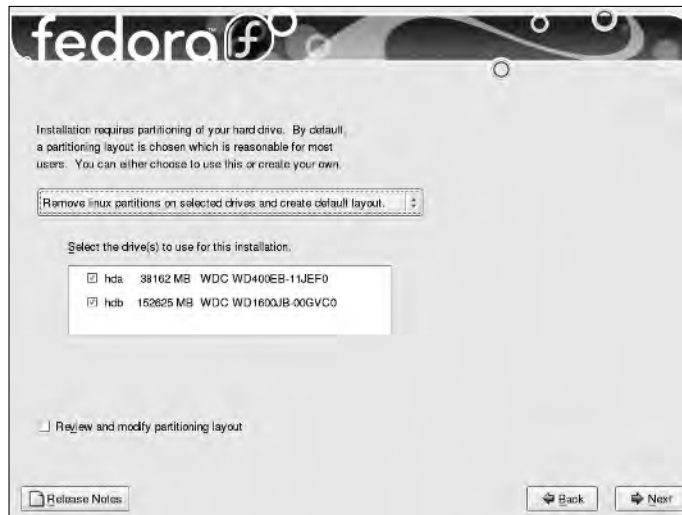 fedora
Installation requires partitioning of your hard drive. By default,
a partitioning layout is chosen which is reasonable for most
users. You can either choose to use this or create your own.
Remove linux partitions on selected drives and create default layout.
Select the drive(s) to use for this installation.
hda 38162 MB WDC WD400EB-11JEF0
hdb 152625 MB WDC WD1600JB-00GVC0
Review and modify partitioning layout
Release Notes
Back
Next